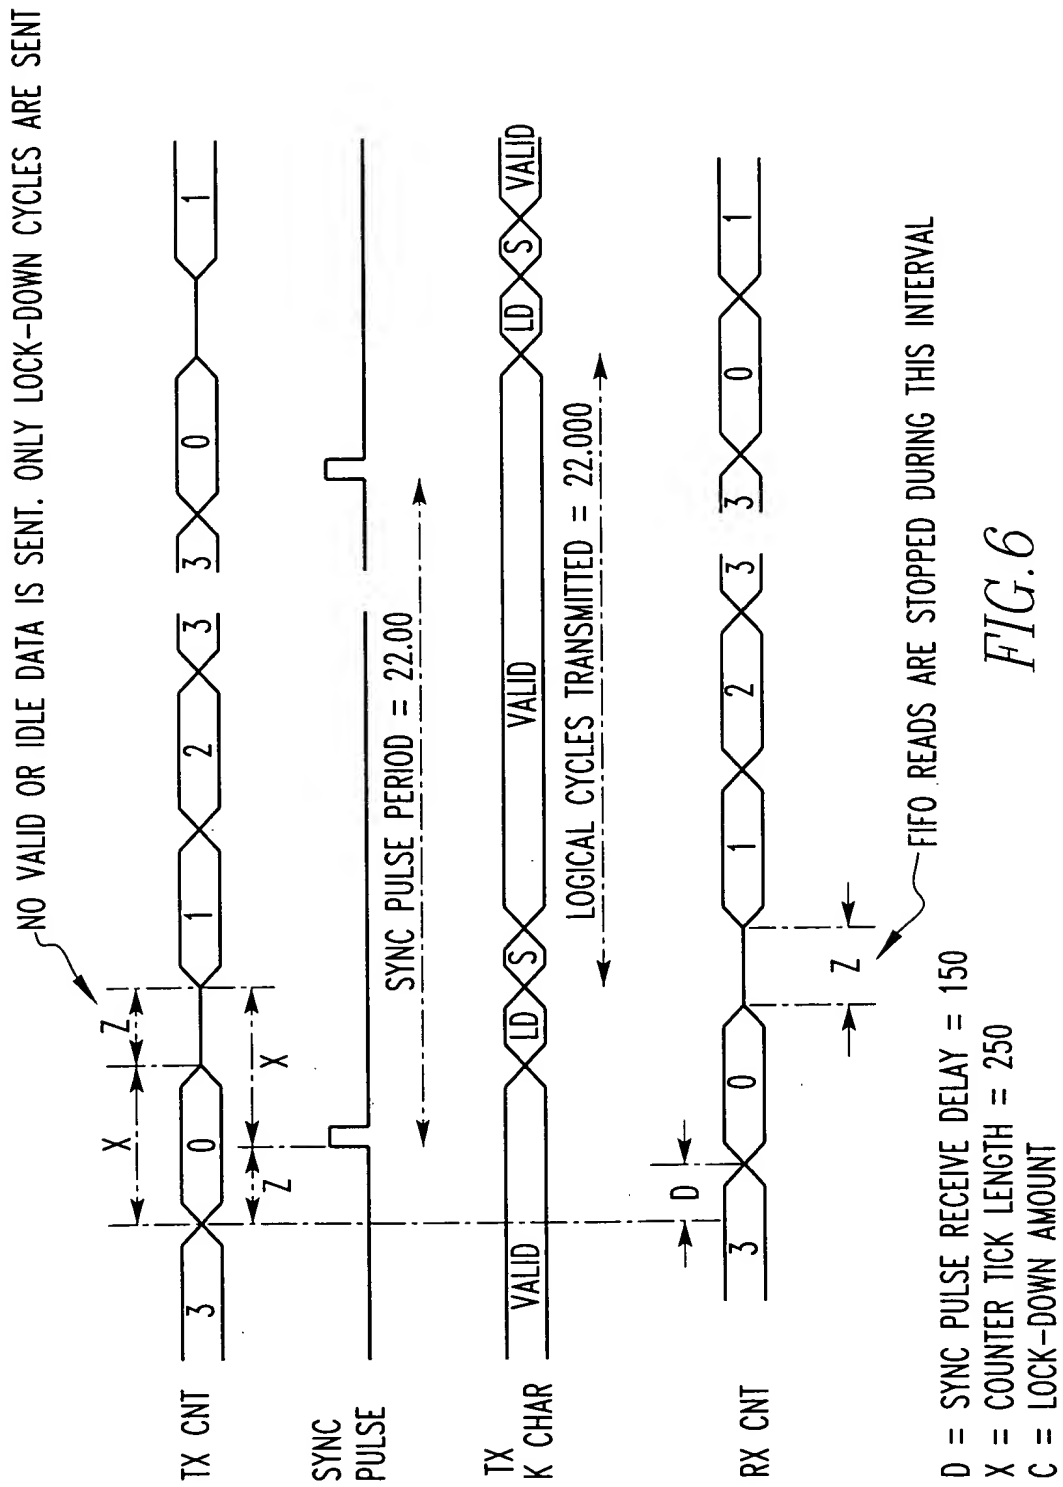 NO VALID OR IDLE DATA IS SENT. ONLY LOCK-DOWN CYCLES ARE SENT
X Z
TX CNT 3 0 1 2 3 3 0 1
Z X
SYNC
PULSE
SYNC PULSE PERIOD = 22.00
TX
K CHAR
VALID LD S VALID LD S VALID
LOGICAL CYCLES TRANSMITTED = 22.000
D
RX CNT 3 0 1 2 3 3 0 1
Z
FIFO READS ARE STOPPED DURING THIS INTERVAL
D = SYNC PULSE RECEIVE DELAY = 150
X = COUNTER TICK LENGTH = 250
C = LOCK-DOWN AMOUNT
FIG.6